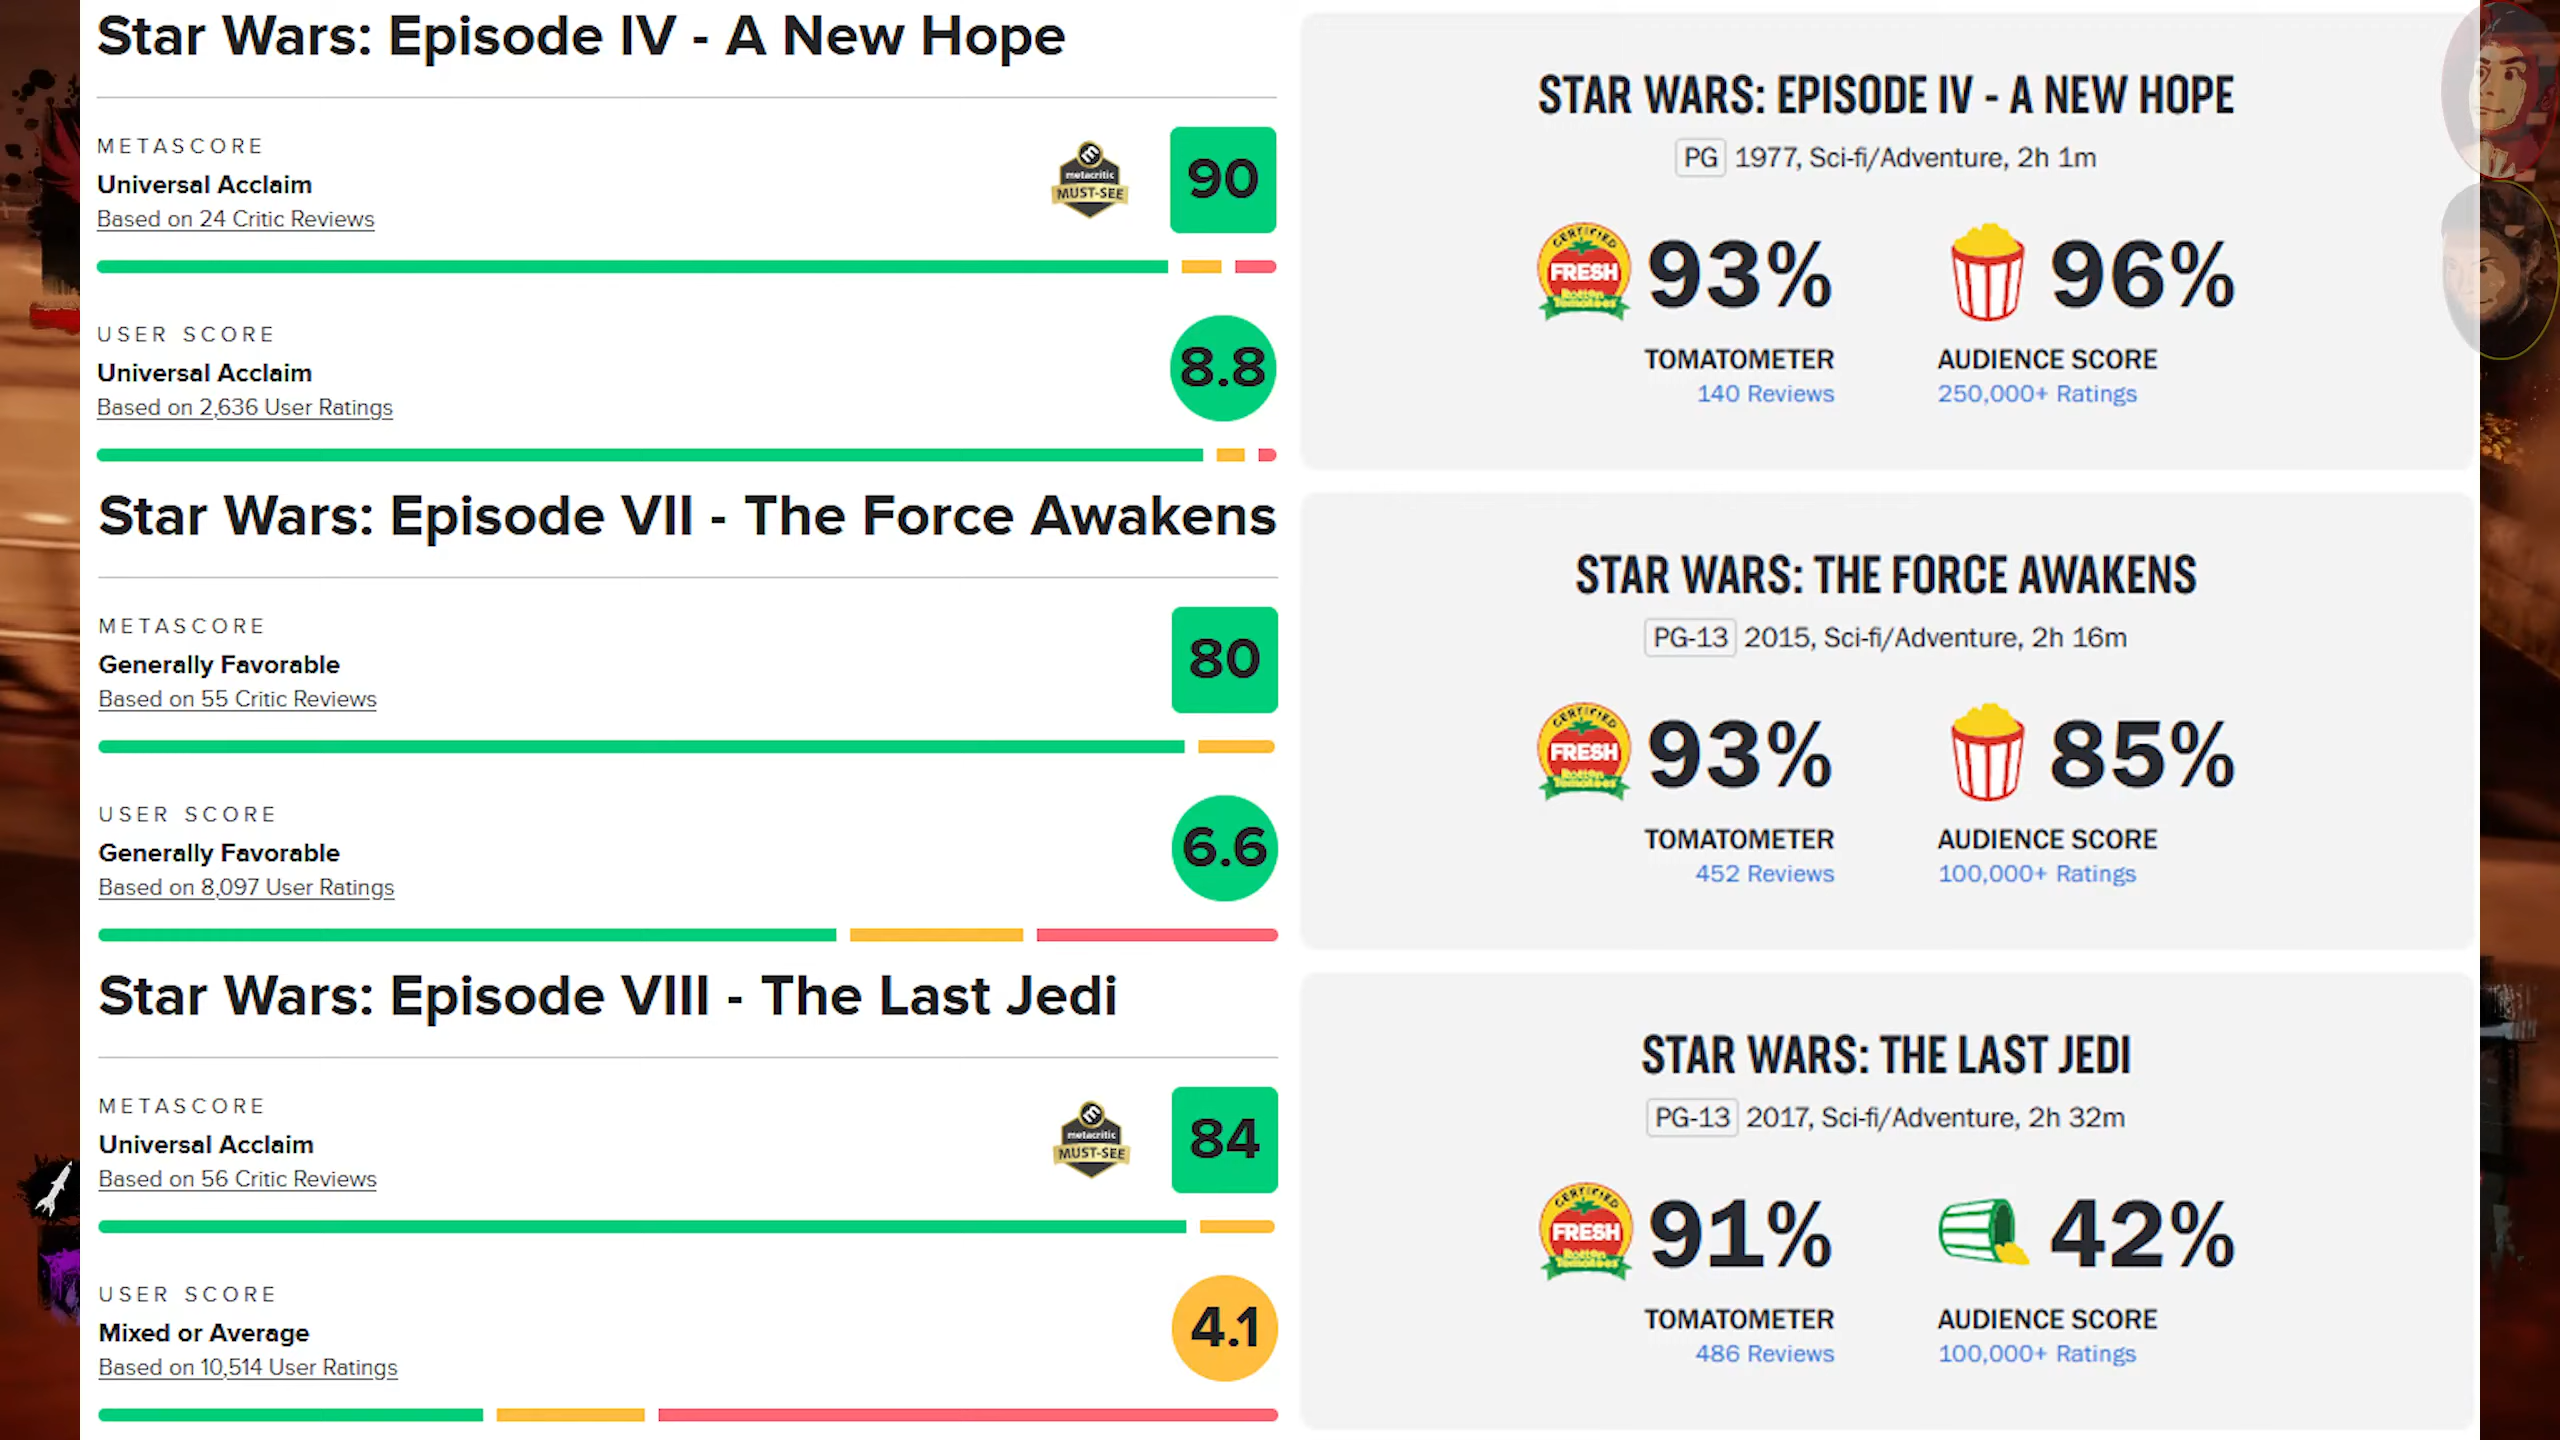 Star Wars: Episode IV - A New Hope
METASCORE
Universal Acclaim
Based on 24 Critic Reviews
metacritic
MUST-SEE
90
USER SCORE
Universal Acclaim
Based on 2,636 User Ratings
8.8
STAR WARS: EPISODE IV - A NEW HOPE
PG 1977, Sci-fi/Adventure, 2h 1m
CERTIFIED
FRESH
Rotten
Tomatoes
93%
96%
TOMATOMETER
140 Reviews
AUDIENCE SCORE
250,000+ Ratings
Star Wars: Episode VII - The Force Awakens
METASCORE
Generally Favorable
Based on 55 Critic Reviews
80
USER SCORE
Generally Favorable
Based on 8,097 User Ratings
6.6
STAR WARS: THE FORCE AWAKENS
PG-13 2015, Sci-fi/Adventure, 2h 16m
CERTIFIED
FRESH
Rotten
Tomatoes
93%
85%
TOMATOMETER
452 Reviews
AUDIENCE SCORE
100,000+ Ratings
Star Wars: Episode VIII - The Last Jedi
METASCORE
Universal Acclaim
Based on 56 Critic Reviews
metacritic
MUST-SEE
84
USER SCORE
Mixed or Average
Based on 10,514 User Ratings
4.1
STAR WARS: THE LAST JEDI
PG-13 2017, Sci-fi/Adventure, 2h 32m
CERTIFIED
FRESH
Rotten
Tomatoes
91%
42%
TOMATOMETER
486 Reviews
AUDIENCE SCORE
100,000+ Ratings